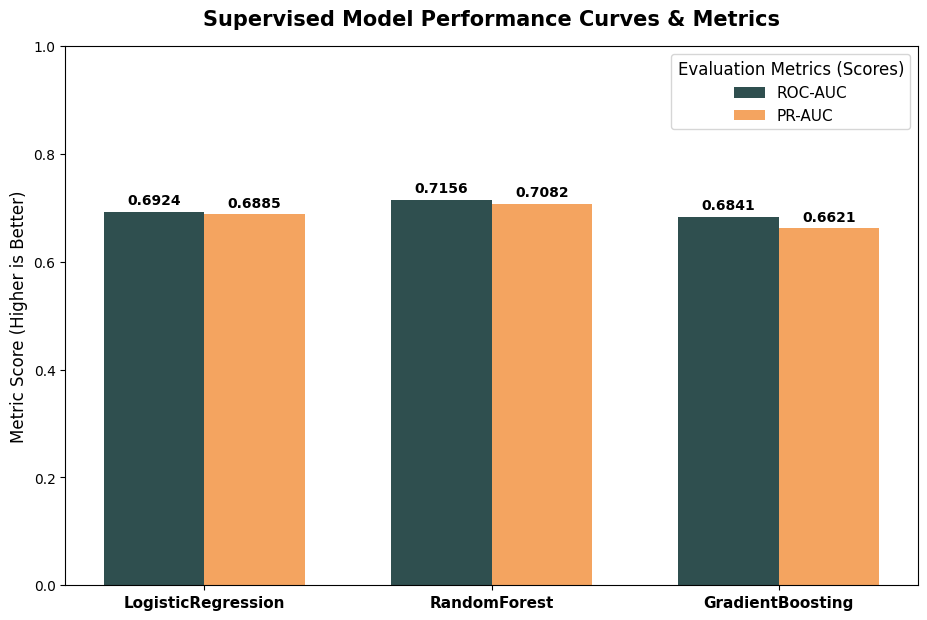 Supervised Model Performance Curves & Metrics
Metric Score (Higher is Better)
1.0
0.8
0.6
0.4
0.2
0.0
Evaluation Metrics (Scores)
ROC-AUC
PR-AUC
0.6924
0.6885
0.7156
0.7082
0.6841
0.6621
LogisticRegression
RandomForest
GradientBoosting